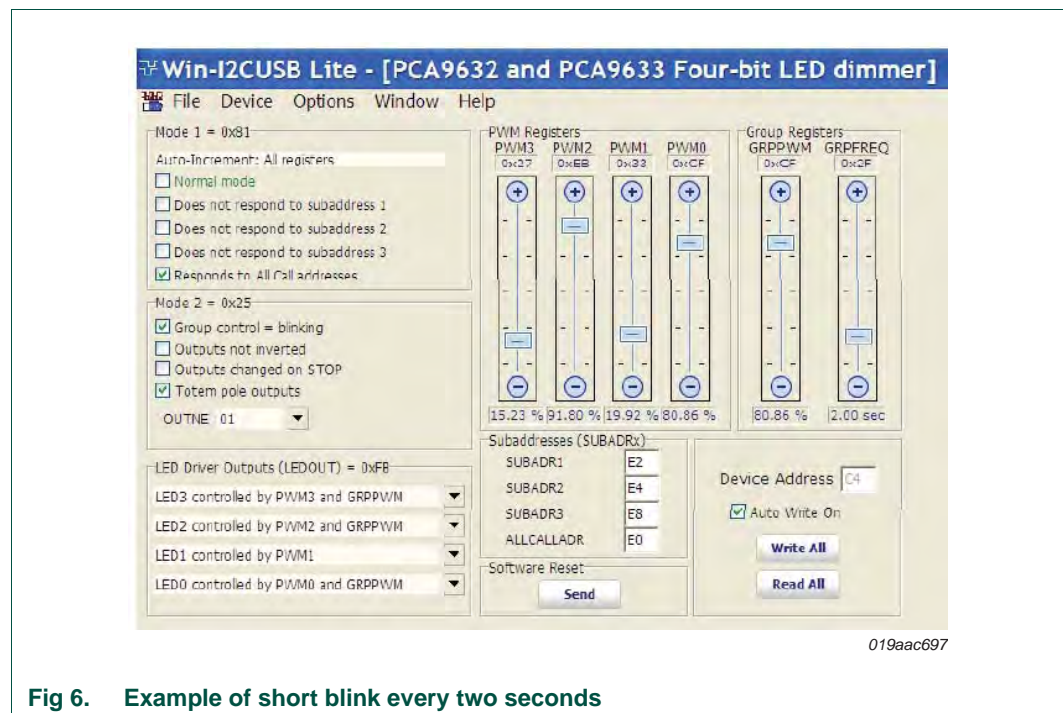 Win-I2CUSB Lite - [PCA9632 and PCA9633 Four-bit LED dimmer]
File Device Options Window Help
Mode 1 = 0x81
Auto-Increment: All registers
Normal mode
Does not respond to subaddress 1
Does not respond to subaddress 2
Does not respond to subaddress 3
Responds to All Call addresses
Mode 2 = 0x25
Group control = blinking
Outputs not inverted
Outputs changed on STOP
Totem pole outputs
OUTNE 01
LED Driver Outputs (LEDOUT) = 0xFB
LED3 controlled by PWM3 and GRPPWM
LED2 controlled by PWM2 and GRPPWM
LED1 controlled by PWM1
LED0 controlled by PWM0 and GRPPWM
PWM Registers
PWM3 PWM2 PWM1 PWM0
0x27 0xEB 0x33 0xCF
15.23 % 91.80 % 19.92 % 80.86 %
Group Registers
GRPPWM GRPFREQ
0xCF 0x2F
80.86 % 2.00 sec
Subaddresses (SUBADRx)
SUBADR1 E2
SUBADR2 E4
SUBADR3 E8
ALLCALLADR E0
Software Reset
Send
Device Address C4
Auto Write On
Write All
Read All
019aac697
Fig 6. Example of short blink every two seconds